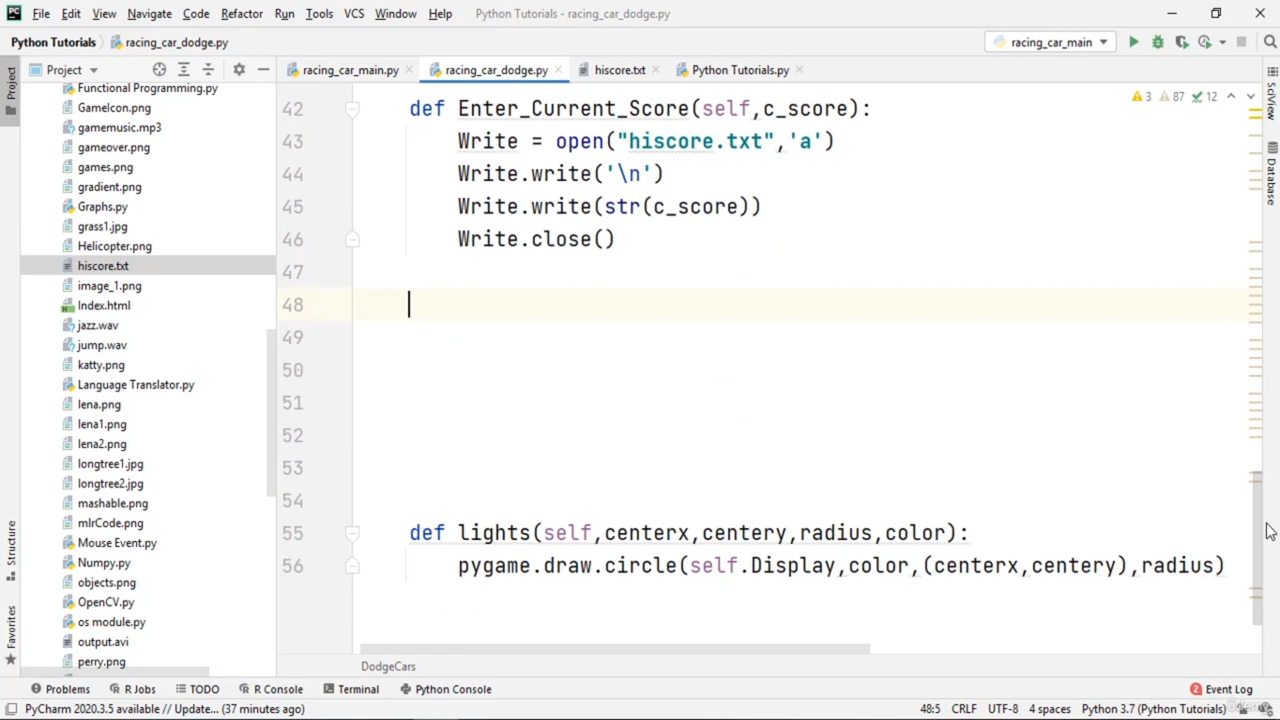 File Edit View Navigate Code Refactor Run Tools VCS Window Help Python Tutorials - racing_car_dodge.py
Python Tutorials racing_car_dodge.py racing_car_main
Project racing_car_main.py racing_car_dodge.py hiscore.txt Python Tutorials.py
Project
Functional Programming.py
GameIcon.png
gamemusic.mp3
gameover.png
games.png
gradient.png
Graphs.py
grass1.jpg
Helicopter.png
hiscore.txt
image_1.png
Index.html
jazz.wav
jump.wav
katty.png
Language Translator.py
lena.png
lena1.png
lena2.png
longtree1.jpg
longtree2.jpg
mashable.png
mlrCode.png
Mouse Event.py
Numpy.py
objects.png
OpenCV.py
os module.py
output.avi
perry.png
Structure
Favorites
42 def Enter_Current_Score(self,c_score):
43 Write = open("hiscore.txt",'a')
44 Write.write('\n')
45 Write.write(str(c_score))
46 Write.close()
47
48
49
50
51
52
53
54
55 def lights(self,centerx,centery,radius,color):
56 pygame.draw.circle(self.Display,color,(centerx,centery),radius)
3 87 12
SciView
Database
DodgeCars
Problems R Jobs TODO R Console Terminal Python Console 2 Event Log
PyCharm 2020.3.5 available // Update... (37 minutes ago) 48:5 CRLF UTF-8 4 spaces Python 3.7 (Python Tutorials)